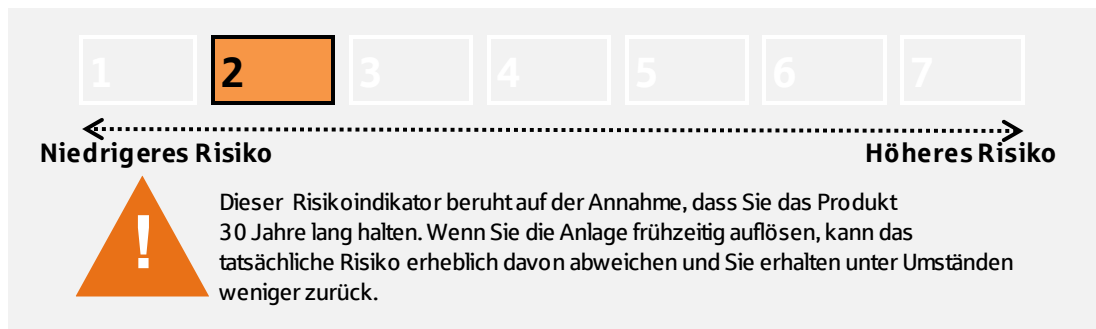 1 2 3 4 5 6 7
Niedrigeres Risiko Höheres Risiko
!
Dieser Risikoindikator beruht auf der Annahme, dass Sie das Produkt
30 Jahre lang halten. Wenn Sie die Anlage frühzeitig auflösen, kann das
tatsächliche Risiko erheblich davon abweichen und Sie erhalten unter Umständen
weniger zurück.